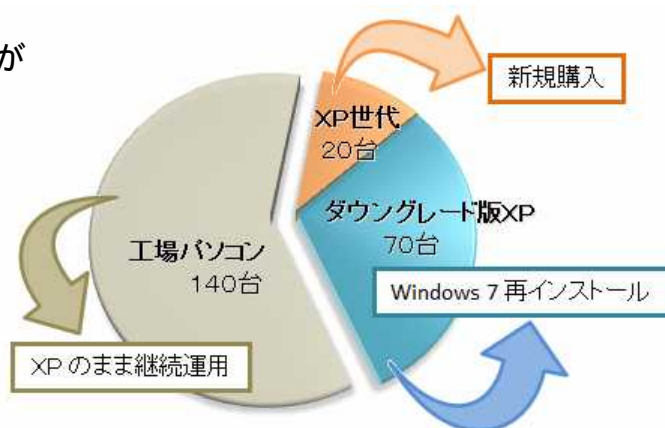 が
新規購入
XP世代
20台
ダウングレード版XP
70台
工場パソコン
140台
Windows 7 再インストール
XP のまま継続運用